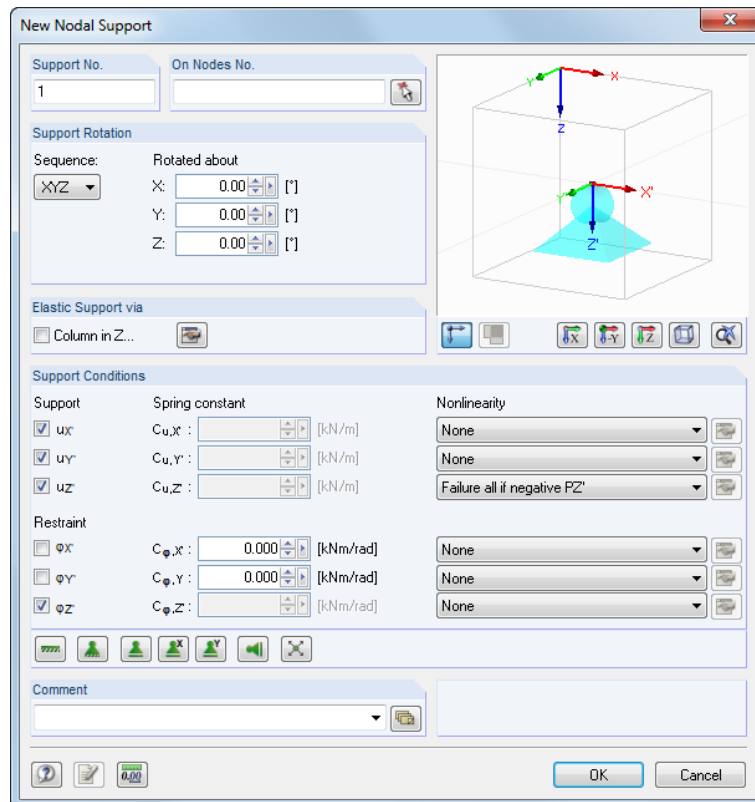 New Nodal Support
Support No.
On Nodes No.
1
Support Rotation
Sequence:
Rotated about
XYZ
X: 0.00 [°]
Y: 0.00 [°]
Z: 0.00 [°]
Y
X
Z
Y'
X'
Z'
Elastic Support via
Column in Z...
X
-Y
Z
Support Conditions
Support
Spring constant
Nonlinearity
uX' Cu,X' : [kN/m] None
uY' Cu,Y' : [kN/m] None
uZ' Cu,Z' : [kN/m] Failure all if negative PZ'
Restraint
φX' Cφ,X' : 0.000 [kNm/rad] None
φY' Cφ,Y' : 0.000 [kNm/rad] None
φZ' Cφ,Z' : [kNm/rad] None
X
Y
Comment
0.00
OK
Cancel